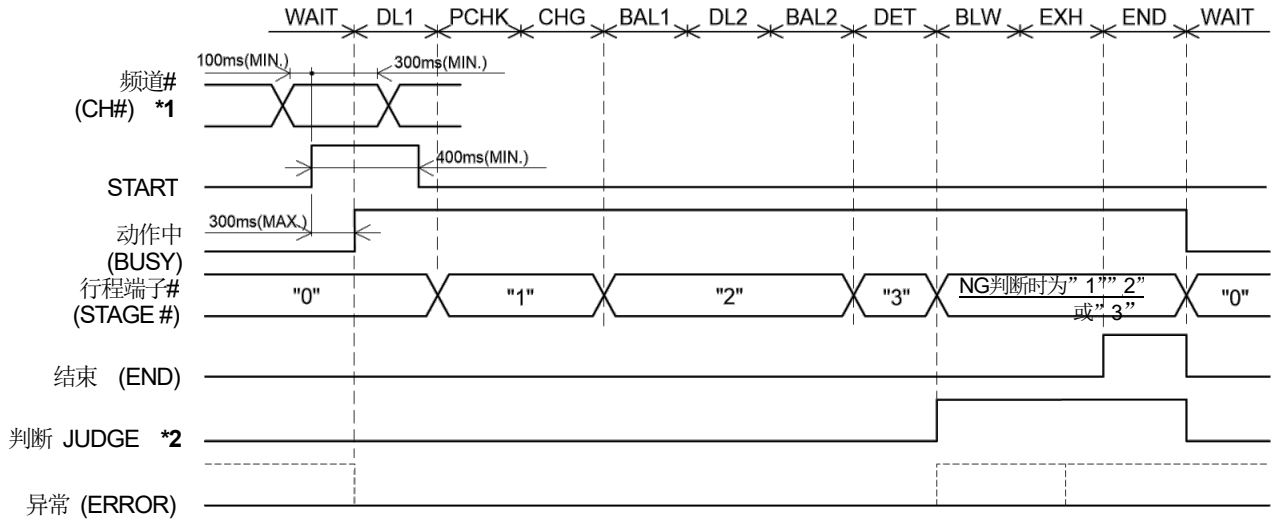 WAIT DL1 PCHK CHG BAL1 DL2 BAL2 DET BLW EXH END WAIT
100ms(MIN.) 300ms(MIN.)
频道#
(CH#) *1
400ms(MIN.)
START
300ms(MAX.)
动作中
(BUSY)
行程端子#
(STAGE #)
"0" "1" "2" "3" NG判断时为”1””2” "0"
或”3”
结束 (END)
判断 JUDGE *2
异常 (ERROR)